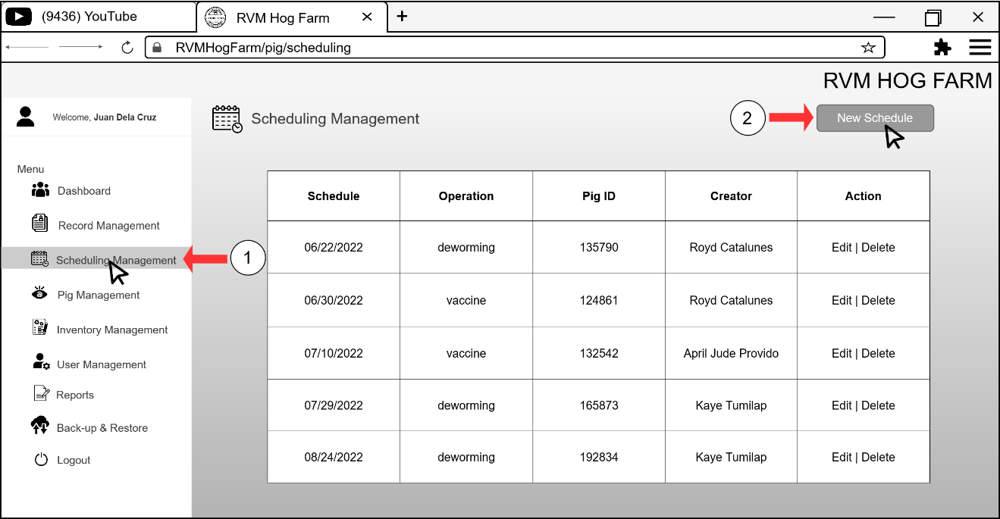 (9436) YouTube
RVM Hog Farm
RVMHogFarm/pig/scheduling
RVM HOG FARM
Welcome, Juan Dela Cruz
Scheduling Management
2
New Schedule
Menu
Dashboard
Record Management
Scheduling Management
1
Pig Management
Inventory Management
User Management
Reports
Back-up & Restore
Logout
Schedule Operation Pig ID Creator Action
06/22/2022 deworming 135790 Royd Catalunes Edit | Delete
06/30/2022 vaccine 124861 Royd Catalunes Edit | Delete
07/10/2022 vaccine 132542 April Jude Provido Edit | Delete
07/29/2022 deworming 165873 Kaye Tumilap Edit | Delete
08/24/2022 deworming 192834 Kaye Tumilap Edit | Delete